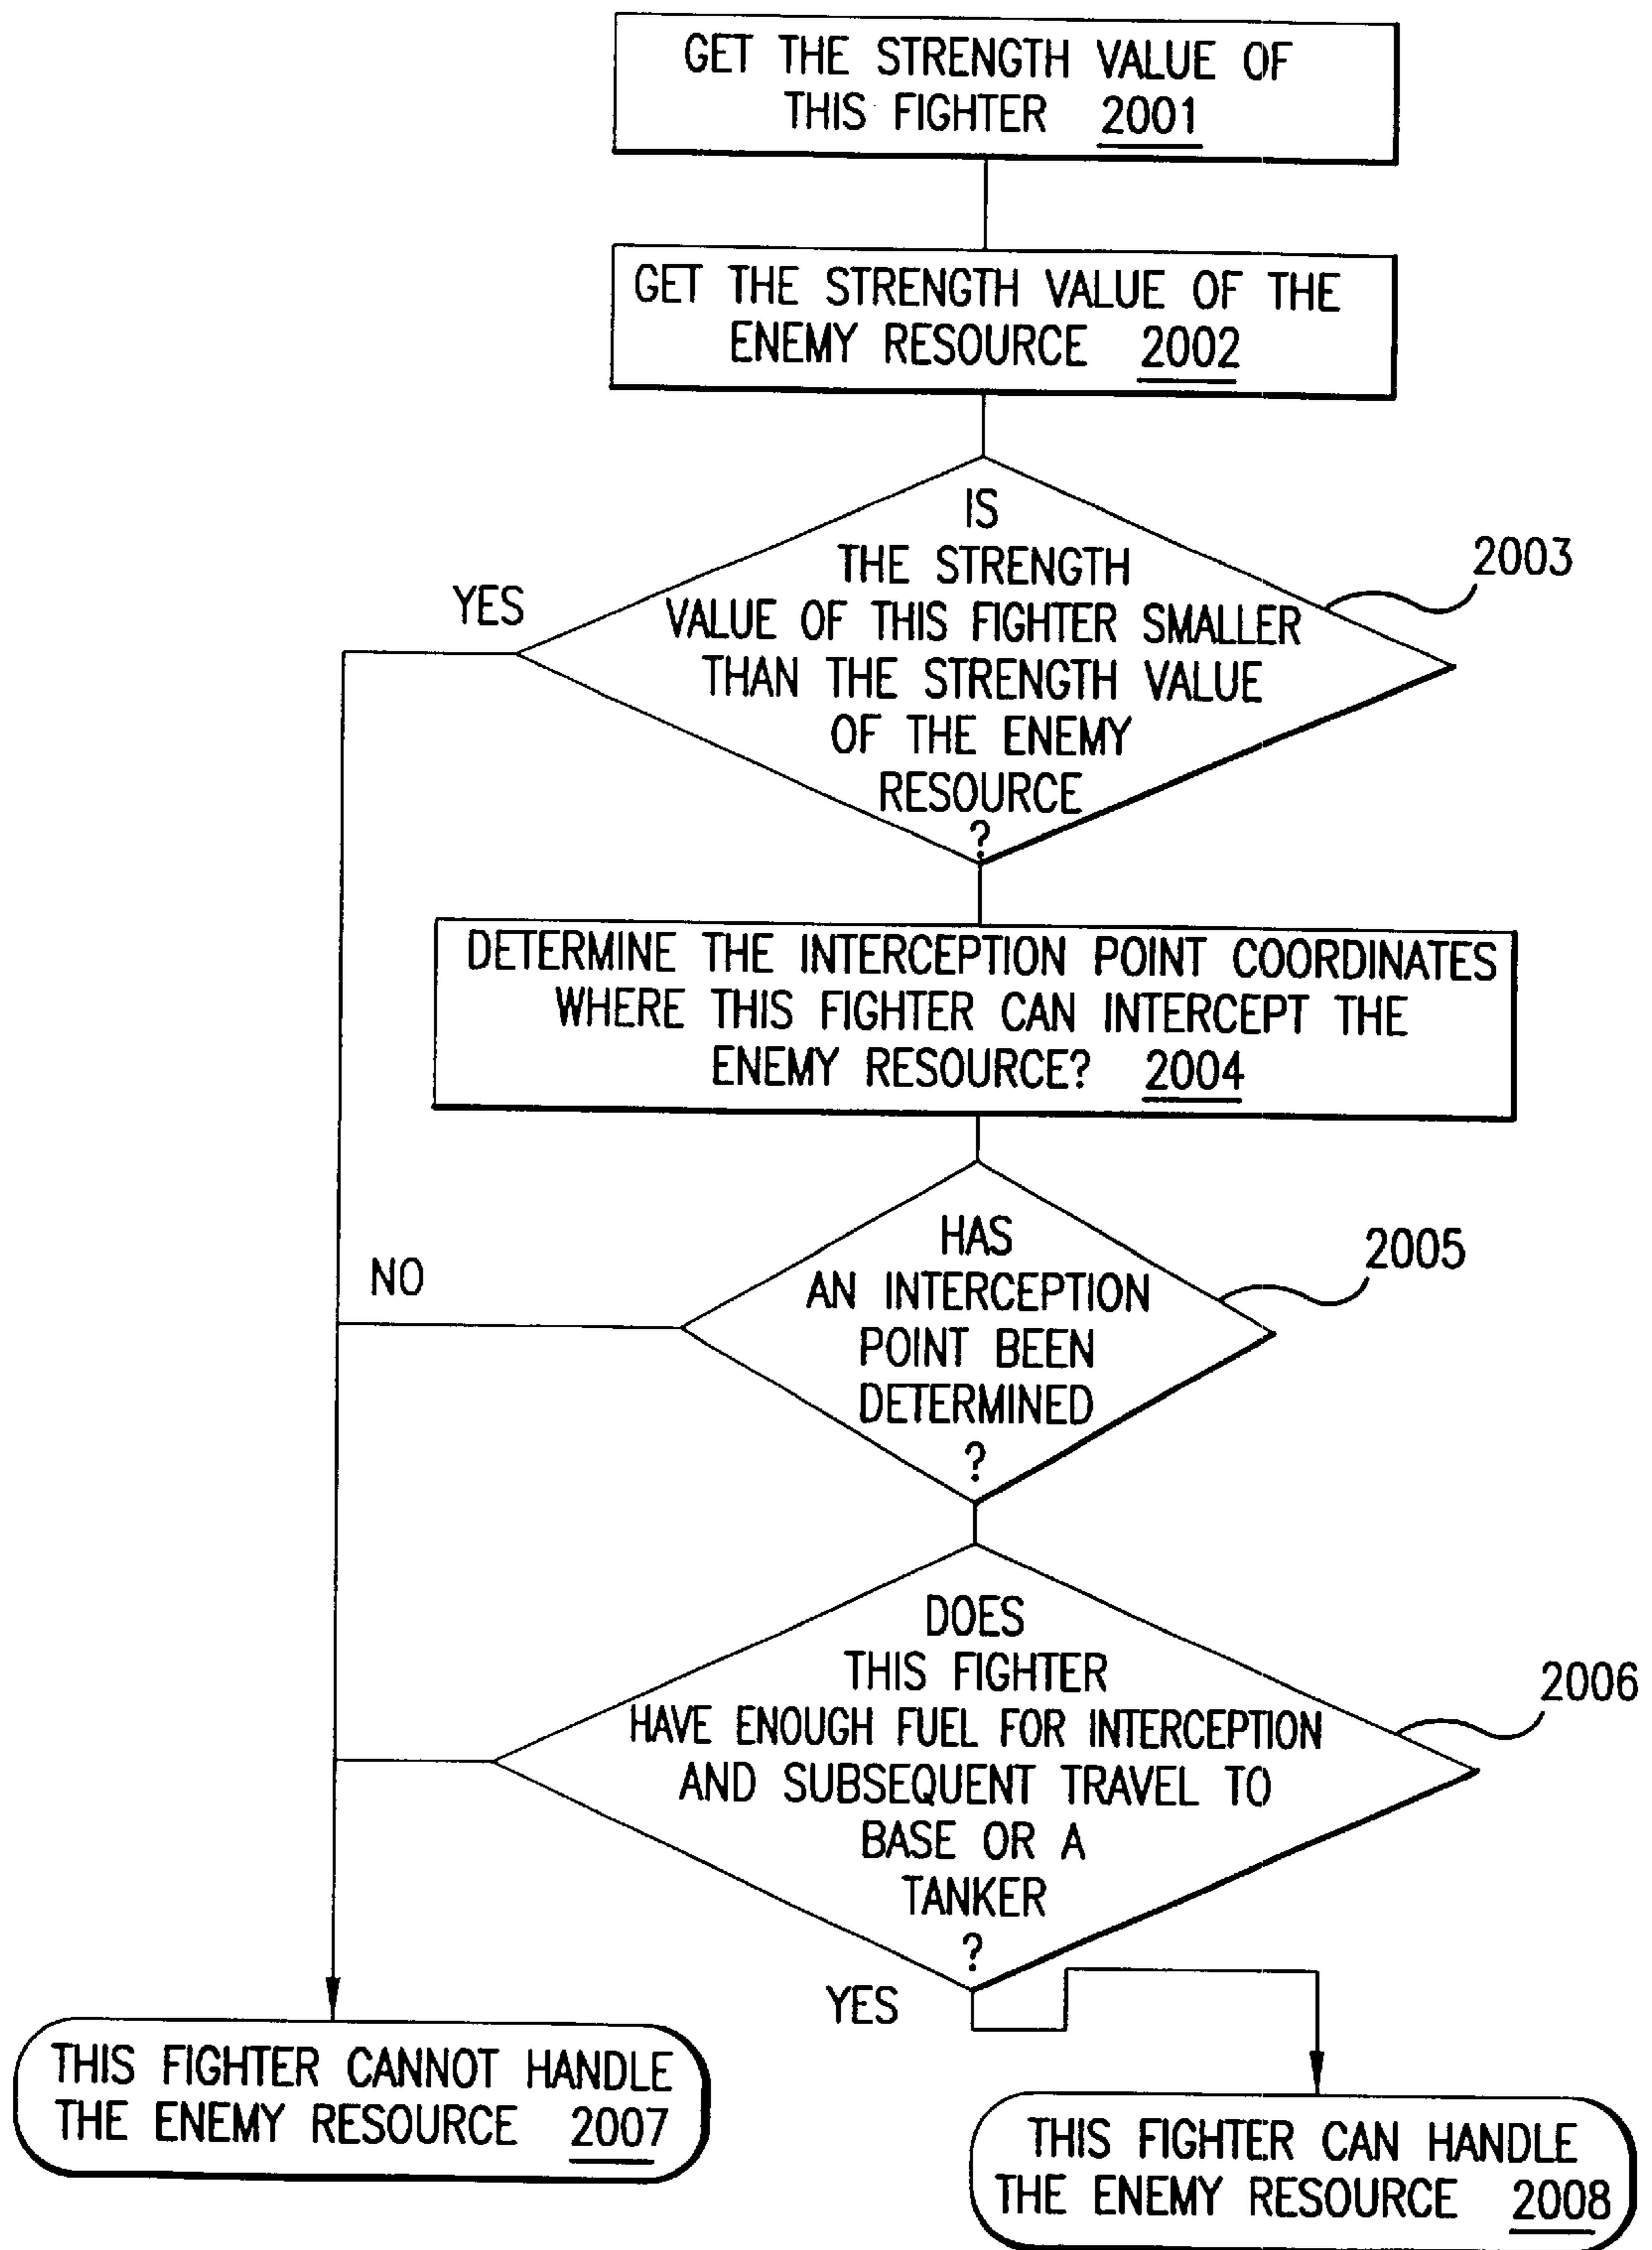 GET THE STRENGTH VALUE OF
THIS FIGHTER 2001
GET THE STRENGTH VALUE OF THE
ENEMY RESOURCE 2002
IS
THE STRENGTH
VALUE OF THIS FIGHTER SMALLER
THAN THE STRENGTH VALUE
OF THE ENEMY
RESOURCE
?
2003
YES
DETERMINE THE INTERCEPTION POINT COORDINATES
WHERE THIS FIGHTER CAN INTERCEPT THE
ENEMY RESOURCE? 2004
HAS
AN INTERCEPTION
POINT BEEN
DETERMINED
?
2005
NO
DOES
THIS FIGHTER
HAVE ENOUGH FUEL FOR INTERCEPTION
AND SUBSEQUENT TRAVEL TO
BASE OR A
TANKER
?
2006
YES
THIS FIGHTER CANNOT HANDLE
THE ENEMY RESOURCE 2007
THIS FIGHTER CAN HANDLE
THE ENEMY RESOURCE 2008